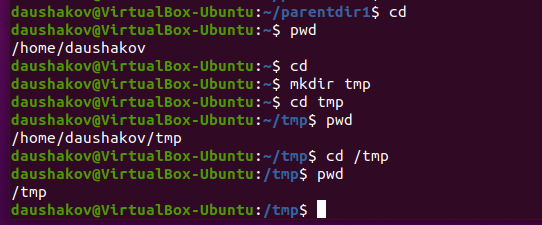 daushakov@VirtualBox-Ubuntu:~/parentdir1$ cd
daushakov@VirtualBox-Ubuntu:~$ pwd
/home/daushakov
daushakov@VirtualBox-Ubuntu:~$ cd
daushakov@VirtualBox-Ubuntu:~$ mkdir tmp
daushakov@VirtualBox-Ubuntu:~$ cd tmp
daushakov@VirtualBox-Ubuntu:~/tmp$ pwd
/home/daushakov/tmp
daushakov@VirtualBox-Ubuntu:~/tmp$ cd /tmp
daushakov@VirtualBox-Ubuntu:/tmp$ pwd
/tmp
daushakov@VirtualBox-Ubuntu:/tmp$